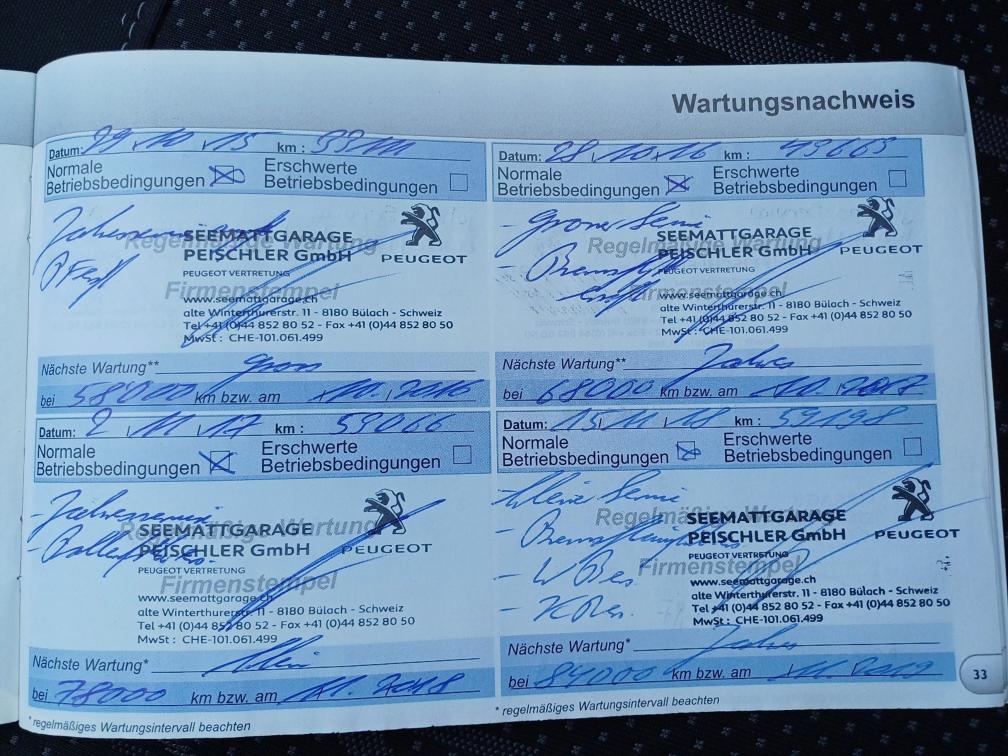 Wartungsnachweis
Datum: 29.10.15 km :
Normale Betriebsbedingungen
Erschwerte Betriebsbedingungen
Jahresservice
Regelmäßige Wartung
SEEMATTGARAGE
PEISCHLER GmbH
PEUGEOT
PEUGEOT VERTRETUNG
Firmenstempel
www.seemattgarage.ch
alte Winterthurerstr. 11 - 8180 Bülach - Schweiz
Tel +41 (0)44 852 80 52 - Fax +41 (0)44 852 80 50
MwSt : CHE-101.061.499
Nächste Wartung** gross
bei 58000 km bzw. am 10.2016
Datum: 28.10.16 km : 49669
Normale Betriebsbedingungen
Erschwerte Betriebsbedingungen
- Grosser Service
Regelmäßige Wartung
SEEMATTGARAGE
PEISCHLER GmbH
PEUGEOT
PEUGEOT VERTRETUNG
Firmenstempel
www.seemattgarage.ch
alte Winterthurerstr. 11 - 8180 Bülach - Schweiz
Tel +41 (0)44 852 80 52 - Fax +41 (0)44 852 80 50
MwSt : CHE-101.061.499
Nächste Wartung** Jahres
bei 68000 km bzw. am 10.2017
Datum: 2.11.17 km : 59066
Normale Betriebsbedingungen
Erschwerte Betriebsbedingungen
- Jahresservice
Regelmäßige Wartung
SEEMATTGARAGE
PEISCHLER GmbH
PEUGEOT
- Pollenfilter
PEUGEOT VERTRETUNG
Firmenstempel
www.seemattgarage.ch
alte Winterthurerstr. 11 - 8180 Bülach - Schweiz
Tel +41 (0)44 852 80 52 - Fax +41 (0)44 852 80 50
MwSt : CHE-101.061.499
Nächste Wartung* klein
bei 78000 km bzw. am 11.2018
Datum: 15.11.18 km : 59198
Normale Betriebsbedingungen
Erschwerte Betriebsbedingungen
- Kleine Service
Regelmäßige Wartung
SEEMATTGARAGE
PEISCHLER GmbH
PEUGEOT
- Bremsflüssigkeit
PEUGEOT VERTRETUNG
Firmenstempel
www.seemattgarage.ch
alte Winterthurerstr. 11 - 8180 Bülach - Schweiz
Tel +41 (0)44 852 80 52 - Fax +41 (0)44 852 80 50
MwSt : CHE-101.061.499
Nächste Wartung* Jahres
bei 84000 km bzw. am 11.2019
* regelmäßiges Wartungsintervall beachten
* regelmäßiges Wartungsintervall beachten
33